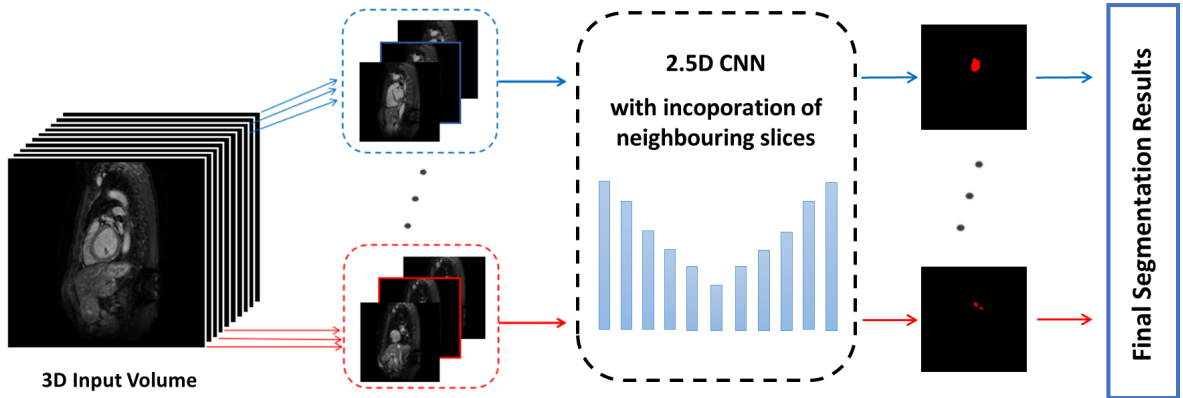 3D Input Volume
2.5D CNN
with incoporation of
neighbouring slices
Final Segmentation Results